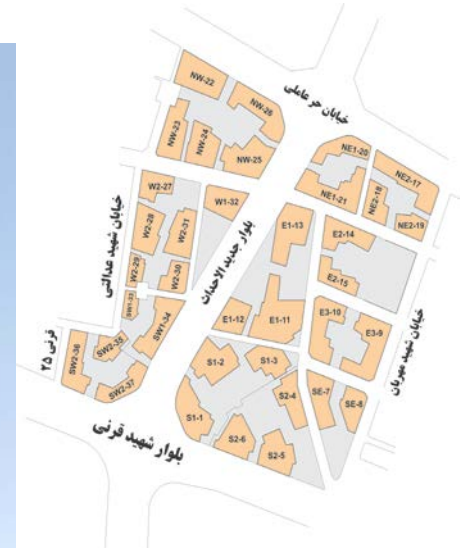 خیابان حر عاملی
NW-22
NW-26
NW-23
NW-24
NW-25
NE1-20
NE2-17
NE1-21
NE2-18
NE2-19
W2-27
W1-32
W2-28
W2-31
E1-13
E2-14
خیابان شهید عدالتی
بلوار جدید الاحداث
W2-29
W2-30
E2-15
خیابان شهید مهربان
E1-12
E1-11
E3-10
E3-9
SW1-34
SW2-35
SW2-36
SW2-37
قرنی ۲۵
S1-2
S1-3
S2-4
SE-7
SE-8
S1-1
S2-6
S2-5
بلوار شهید قرنی